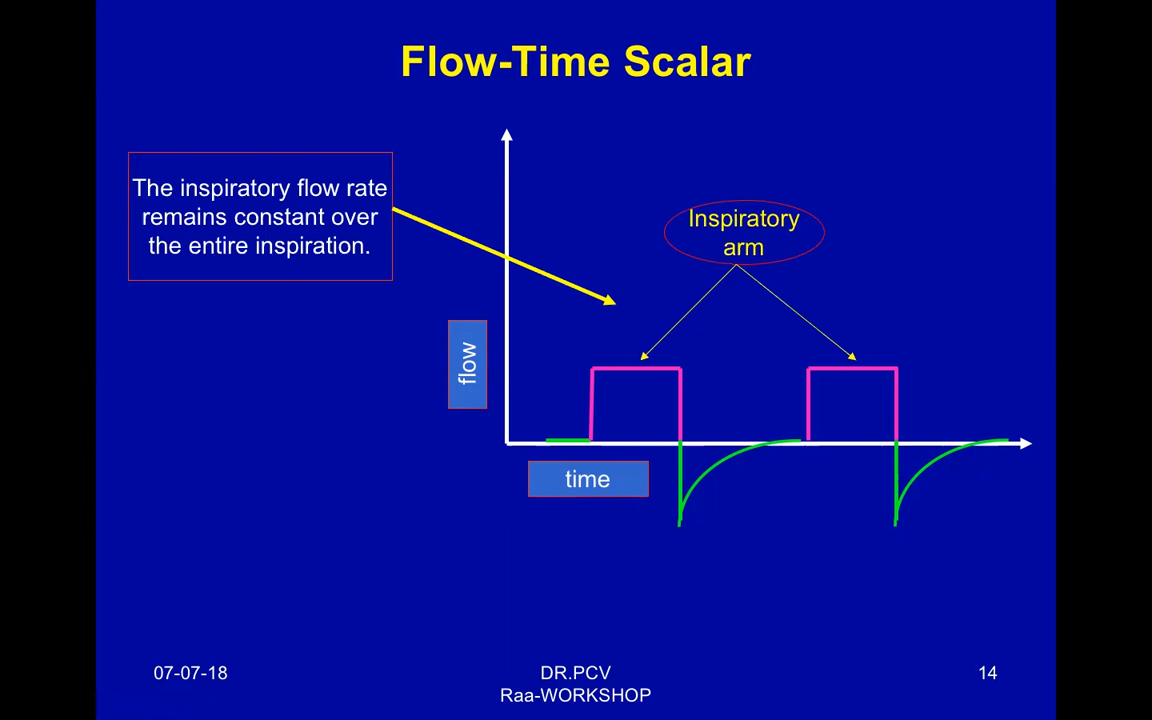 Flow-Time Scalar
The inspiratory flow rate
remains constant over
the entire inspiration.
Inspiratory
arm
flow
time
07-07-18
DR.PCV
Raa-WORKSHOP
14